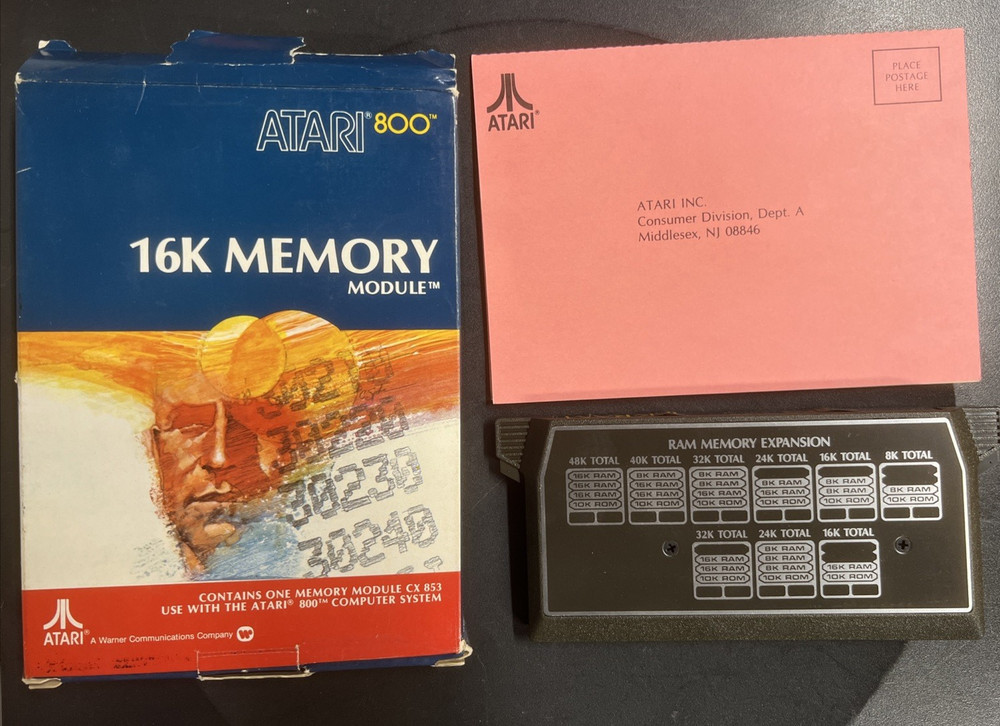 ATARI® 800™
16K MEMORY
MODULE™
30220
30230
30240
CONTAINS ONE MEMORY MODULE CX 853
USE WITH THE ATARI® 800™ COMPUTER SYSTEM
ATARI® A Warner Communications Company
ATARI®
PLACE
POSTAGE
HERE
ATARI INC.
Consumer Division, Dept. A
Middlesex, NJ 08846
RAM MEMORY EXPANSION
48K TOTAL 40K TOTAL 32K TOTAL 24K TOTAL 16K TOTAL 8K TOTAL
16K RAM 8K RAM 8K RAM
16K RAM 16K RAM 8K RAM 8K RAM 8K RAM
16K RAM 16K RAM 16K RAM 16K RAM 8K RAM 8K RAM
10K ROM 10K ROM 10K ROM 10K ROM 10K ROM 10K ROM
32K TOTAL 24K TOTAL 16K TOTAL
8K RAM
16K RAM 8K RAM
16K RAM 8K RAM 16K RAM
10K ROM 10K ROM 10K ROM